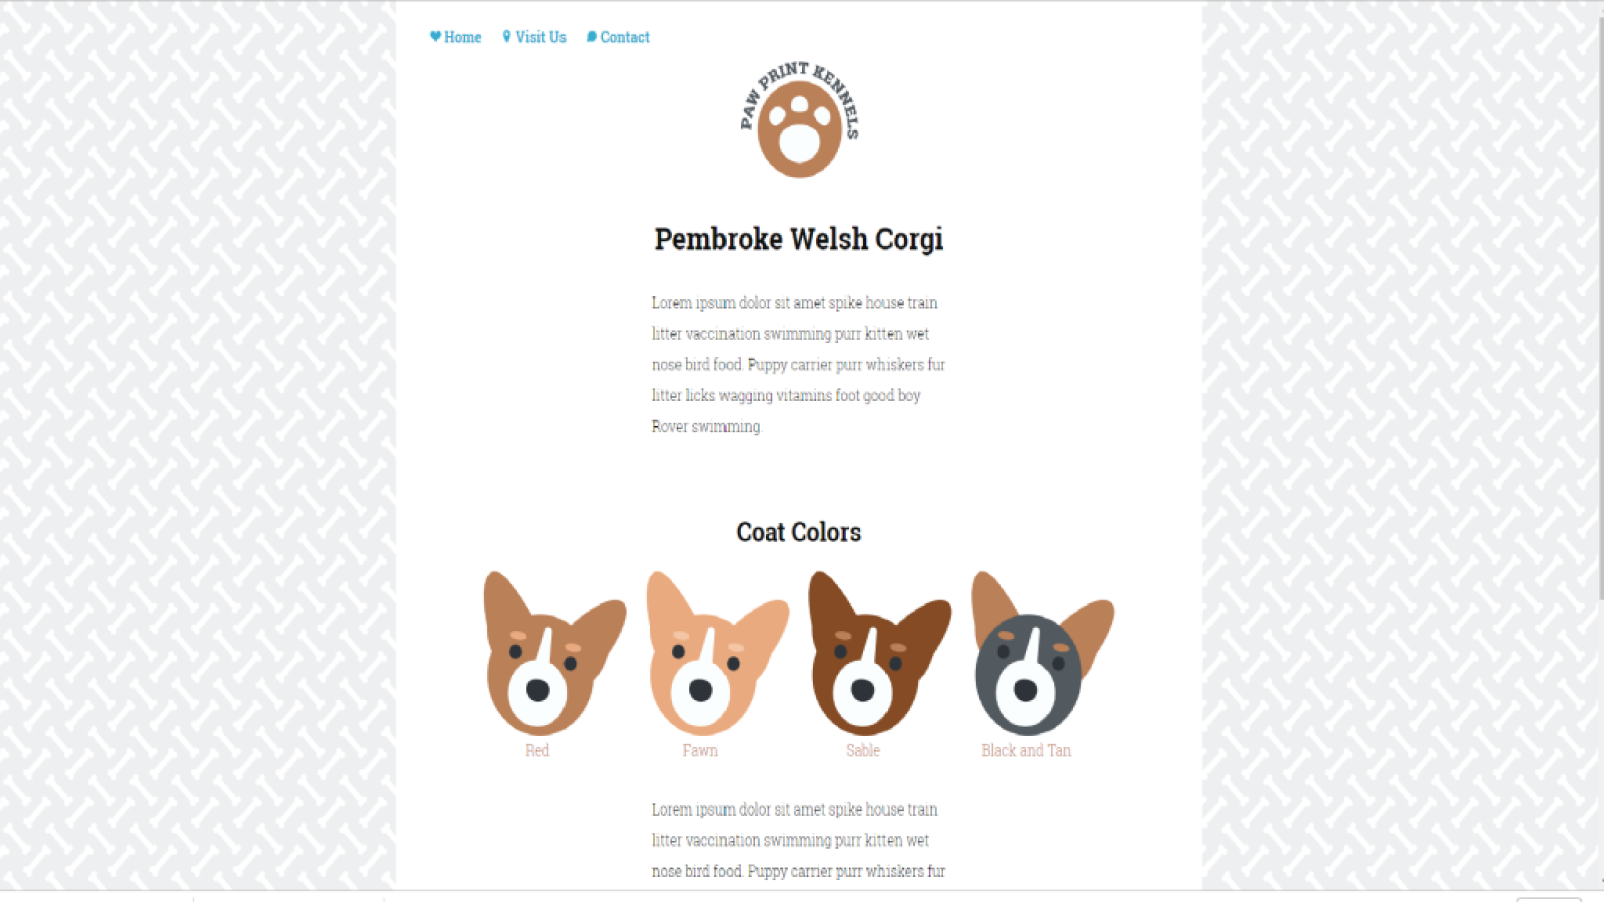 Home Visit Us Contact
PAW PRINT KENNELS
Pembroke Welsh Corgi
Lorem ipsum dolor sit amet spike house train
litter vaccination swimming purr kitten wet
nose bird food. Puppy carrier purr whiskers fur
litter licks wagging vitamins foot good boy
Rover swimming.
Coat Colors
Red Fawn Sable Black and Tan
Lorem ipsum dolor sit amet spike house train
litter vaccination swimming purr kitten wet
nose bird food. Puppy carrier purr whiskers fur